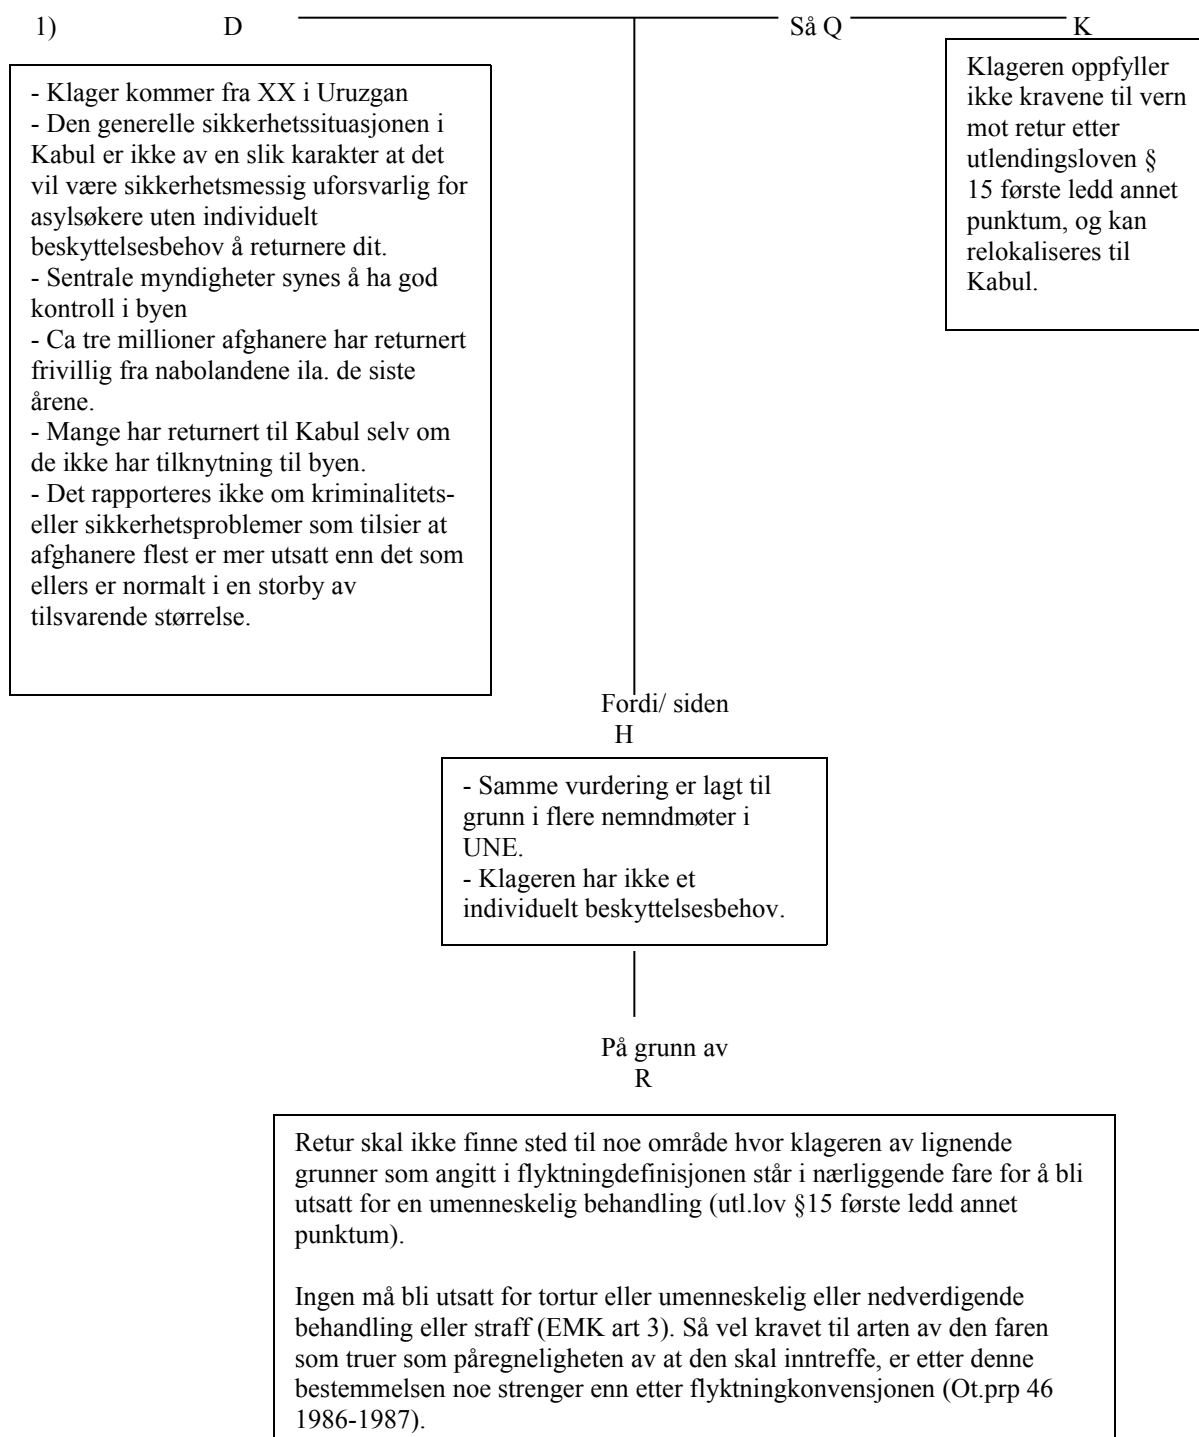 1) D Så Q K
- Klager kommer fra XX i Uruzgan
- Den generelle sikkerhetssituasjonen i
Kabul er ikke av en slik karakter at det
vil være sikkerhetsmessig uforsvarlig for
asylsøkere uten individuelt
beskyttelsesbehov å returnere dit.
- Sentrale myndigheter synes å ha god
kontroll i byen
- Ca tre millioner afghanere har returnert
frivillig fra nabolandene ila. de siste
årene.
- Mange har returnert til Kabul selv om
de ikke har tilknytning til byen.
- Det rapporteres ikke om kriminalitets-
eller sikkerhetsproblemer som tilsier at
afghanere flest er mer utsatt enn det som
ellers er normalt i en storby av
tilsvarende størrelse.
Klageren oppfyller
ikke kravene til vern
mot retur etter
utlendingsloven §
15 første ledd annet
punktum, og kan
relokaliseres til
Kabul.
Fordi/ siden
H
- Samme vurdering er lagt til
grunn i flere nemndmøter i
UNE.
- Klageren har ikke et
individuelt beskyttelsesbehov.
På grunn av
R
Retur skal ikke finne sted til noe område hvor klageren av lignende
grunner som angitt i flyktningdefinisjonen står i nærliggende fare for å bli
utsatt for en umenneskelig behandling (utl.lov §15 første ledd annet
punktum).
Ingen må bli utsatt for tortur eller umenneskelig eller nedverdigende
behandling eller straff (EMK art 3). Så vel kravet til arten av den faren
som truer som påregneligheten av at den skal inntreffe, er etter denne
bestemmelsen noe strenger enn etter flyktningkonvensjonen (Ot.prp 46
1986-1987).